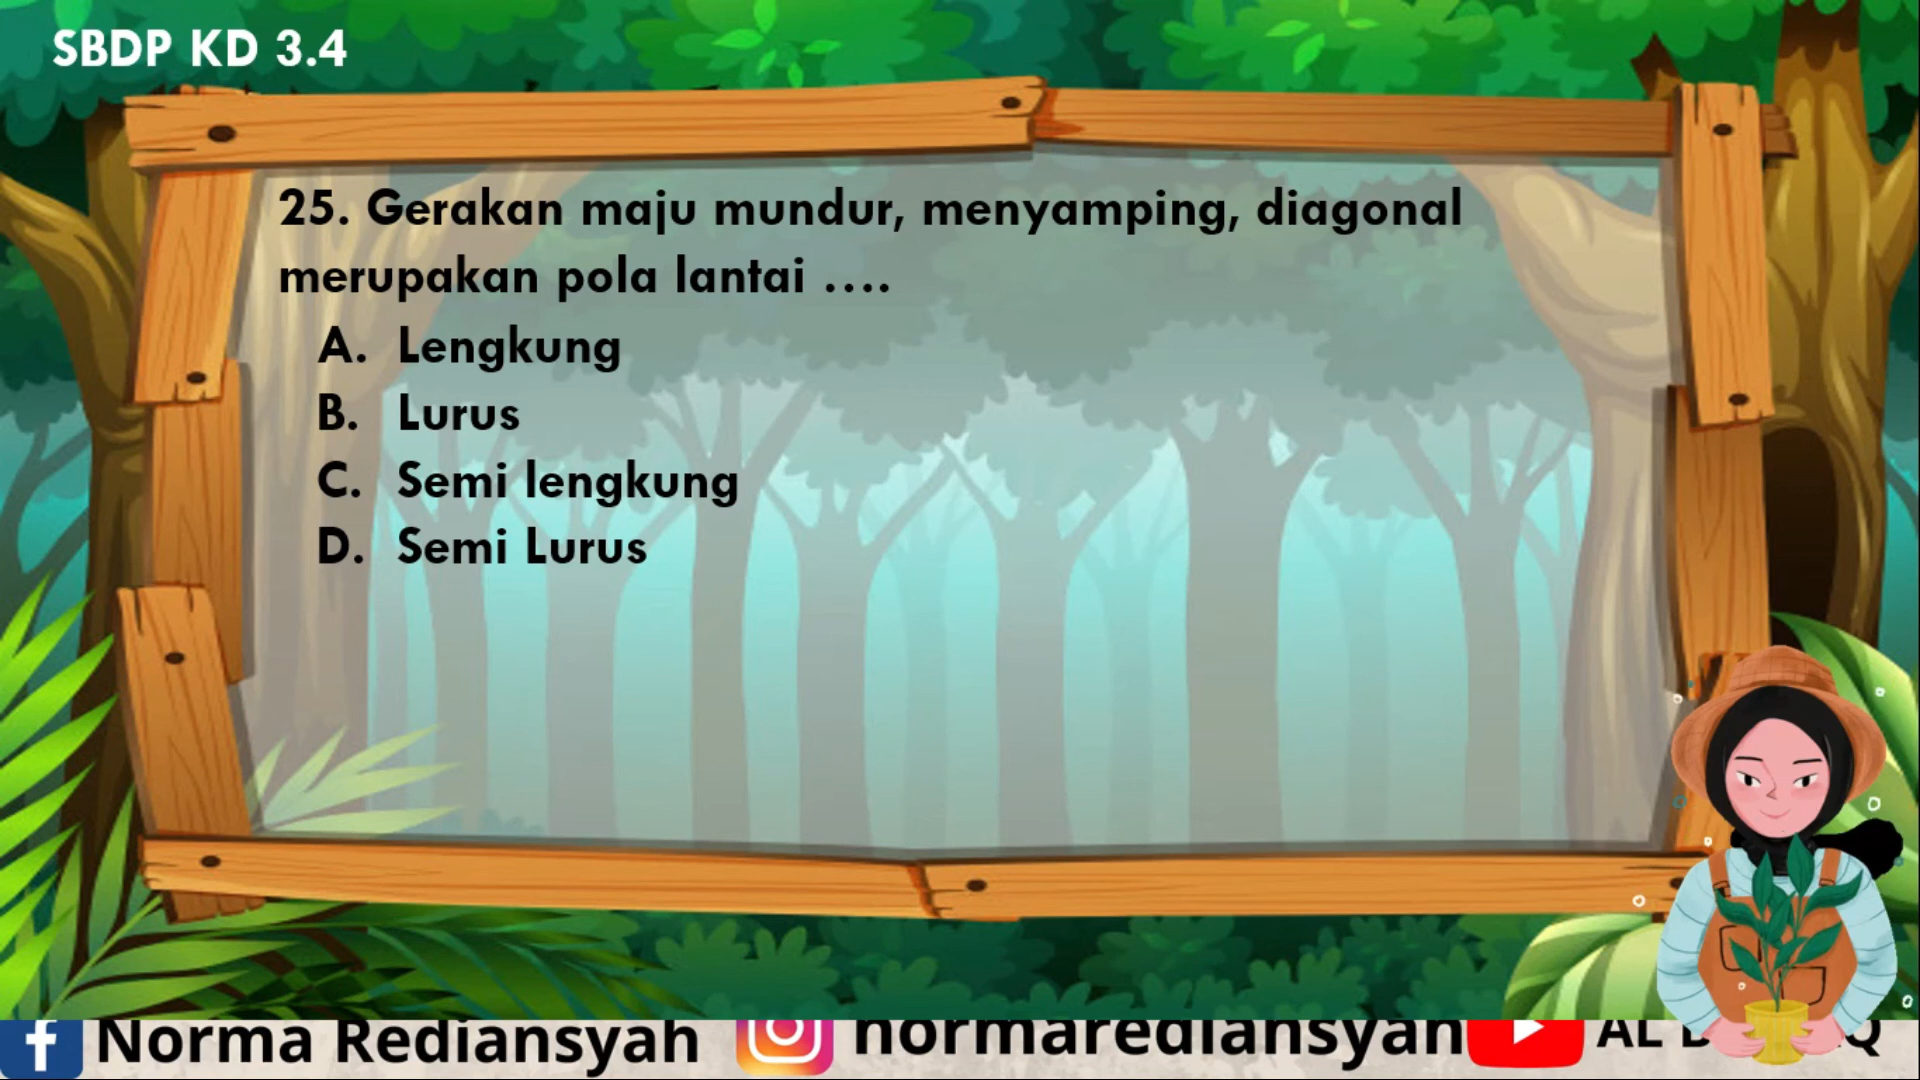 SBDP KD 3.4
25. Gerakan maju mundur, menyamping, diagonal
merupakan pola lantai ....
A. Lengkung
B. Lurus
C. Semi lengkung
D. Semi Lurus
Norma Rediansyah normarediansyah AL